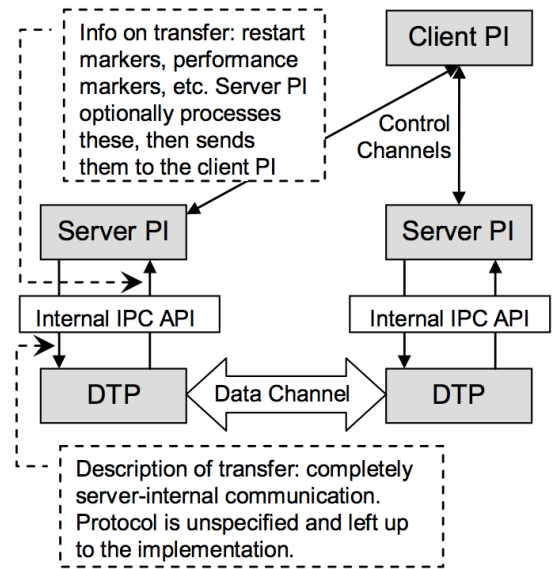 Info on transfer: restart
markers, performance
markers, etc. Server PI
optionally processes
these, then sends
them to the client PI
Client PI
Control
Channels
Server PI
Server PI
Internal IPC API
Internal IPC API
DTP
Data Channel
DTP
Description of transfer: completely
server-internal communication.
Protocol is unspecified and left up
to the implementation.